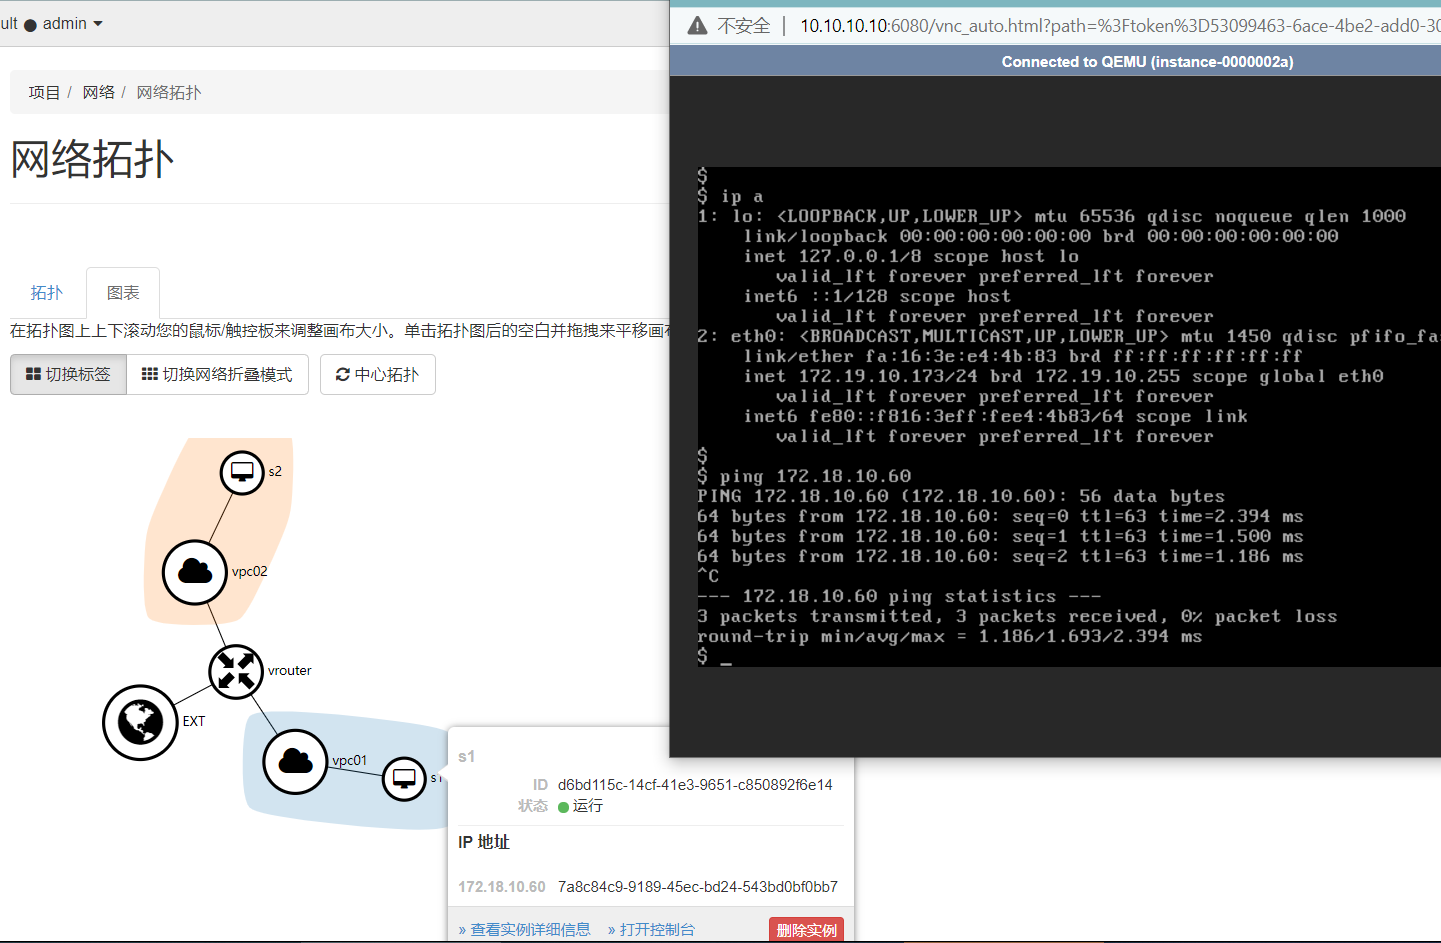 ult admin
项目 / 网络 / 网络拓扑
网络拓扑
拓扑
图表
在拓扑图上上下滚动您的鼠标/触控板来调整画布大小。单击拓扑图后的空白并拖拽来平移画布
切换标签
切换网络折叠模式
中心拓扑
s2
vpc02
vrouter
EXT
vpc01
s1
s1
ID d6bd115c-14cf-41e3-9651-c850892f6e14
状态 运行
IP 地址
172.18.10.60 7a8c84c9-9189-45ec-bd24-543bd0bf0bb7
» 查看实例详细信息 » 打开控制台
删除实例
不安全 | 10.10.10.10:6080/vnc_auto.html?path=%3Ftoken%3D53099463-6ace-4be2-add0-30
Connected to QEMU (instance-0000002a)
$
$ ip a
1: lo: <LOOPBACK,UP,LOWER_UP> mtu 65536 qdisc noqueue qlen 1000
link/loopback 00:00:00:00:00:00 brd 00:00:00:00:00:00
inet 127.0.0.1/8 scope host lo
valid_lft forever preferred_lft forever
inet6 ::1/128 scope host
valid_lft forever preferred_lft forever
2: eth0: <BROADCAST,MULTICAST,UP,LOWER_UP> mtu 1450 qdisc pfifo_fa
link/ether fa:16:3e:e4:4b:83 brd ff:ff:ff:ff:ff:ff
inet 172.19.10.173/24 brd 172.19.10.255 scope global eth0
valid_lft forever preferred_lft forever
inet6 fe80::f816:3eff:fee4:4b83/64 scope link
valid_lft forever preferred_lft forever
$
$ ping 172.18.10.60
PING 172.18.10.60 (172.18.10.60): 56 data bytes
64 bytes from 172.18.10.60: seq=0 ttl=63 time=2.394 ms
64 bytes from 172.18.10.60: seq=1 ttl=63 time=1.500 ms
64 bytes from 172.18.10.60: seq=2 ttl=63 time=1.186 ms
^C
--- 172.18.10.60 ping statistics ---
3 packets transmitted, 3 packets received, 0% packet loss
round-trip min/avg/max = 1.186/1.693/2.394 ms
$ _